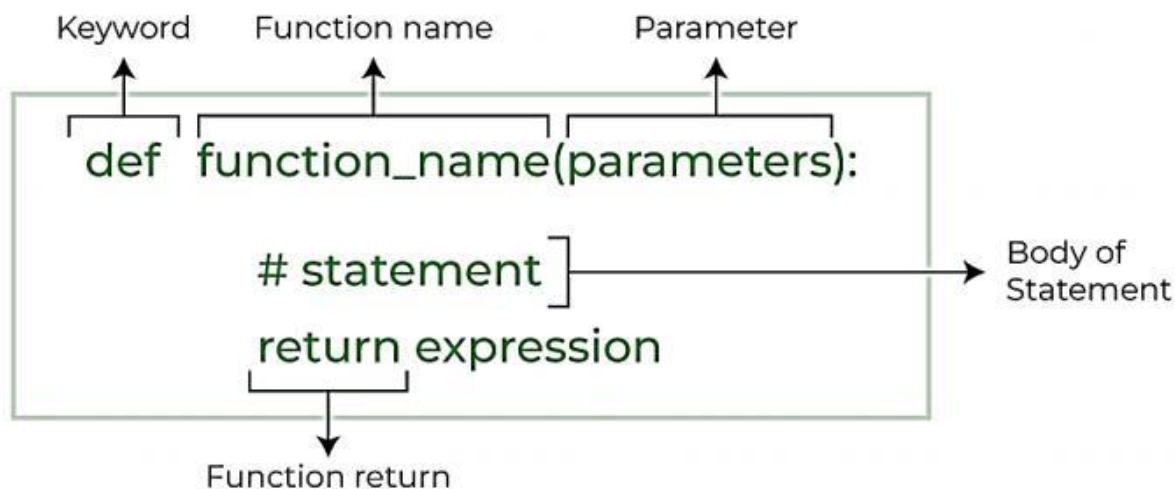 Keyword Function name Parameter
def function_name(parameters):
# statement
Body of
Statement
return expression
Function return